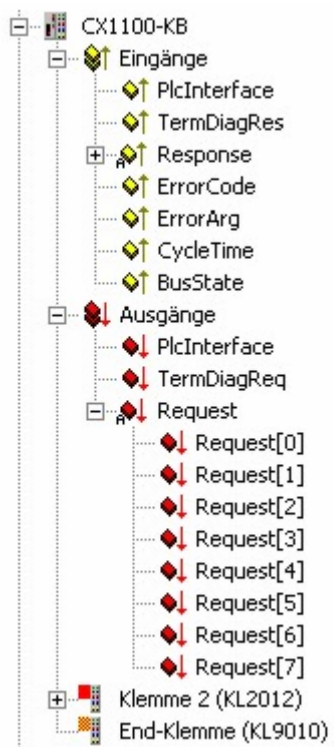 CX1100-KB
Eingänge
PlcInterface
TermDiagRes
A Response
ErrorCode
ErrorArg
CycleTime
BusState
Ausgänge
PlcInterface
TermDiagReq
A Request
Request[0]
Request[1]
Request[2]
Request[3]
Request[4]
Request[5]
Request[6]
Request[7]
Klemme 2 (KL2012)
End-Klemme (KL9010)